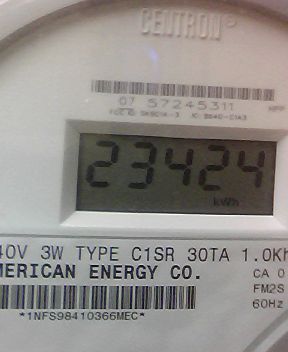 CENTRON®
07 57245311
23424
kWh
40V 3W TYPE C1SR 30TA 1.0Kh
MERICAN ENERGY CO.
CA 0
FM2S
60Hz
*1NFS98410366MEC*